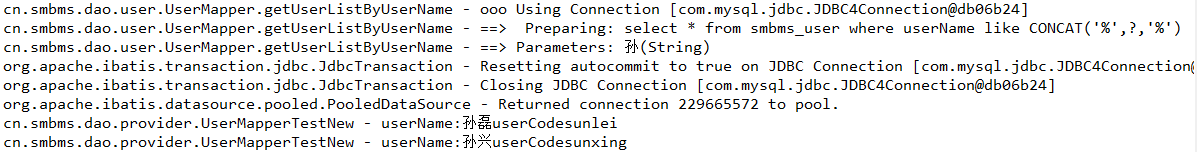 cn.smbms.dao.user.UserMapper.getUserListByUserName - ooo Using Connection [com.mysql.jdbc.JDBC4Connection@db06b24]
cn.smbms.dao.user.UserMapper.getUserListByUserName - ==>  Preparing: select * from smbms_user where userName like CONCAT('%',?,'%')
cn.smbms.dao.user.UserMapper.getUserListByUserName - ==> Parameters: 孙(String)
org.apache.ibatis.transaction.jdbc.JdbcTransaction - Resetting autocommit to true on JDBC Connection [com.mysql.jdbc.JDBC4Connection@
org.apache.ibatis.transaction.jdbc.JdbcTransaction - Closing JDBC Connection [com.mysql.jdbc.JDBC4Connection@db06b24]
org.apache.ibatis.datasource.pooled.PooledDataSource - Returned connection 229665572 to pool.
cn.smbms.dao.provider.UserMapperTestNew - userName:孙磊userCodesunlei
cn.smbms.dao.provider.UserMapperTestNew - userName:孙兴userCodesunxing